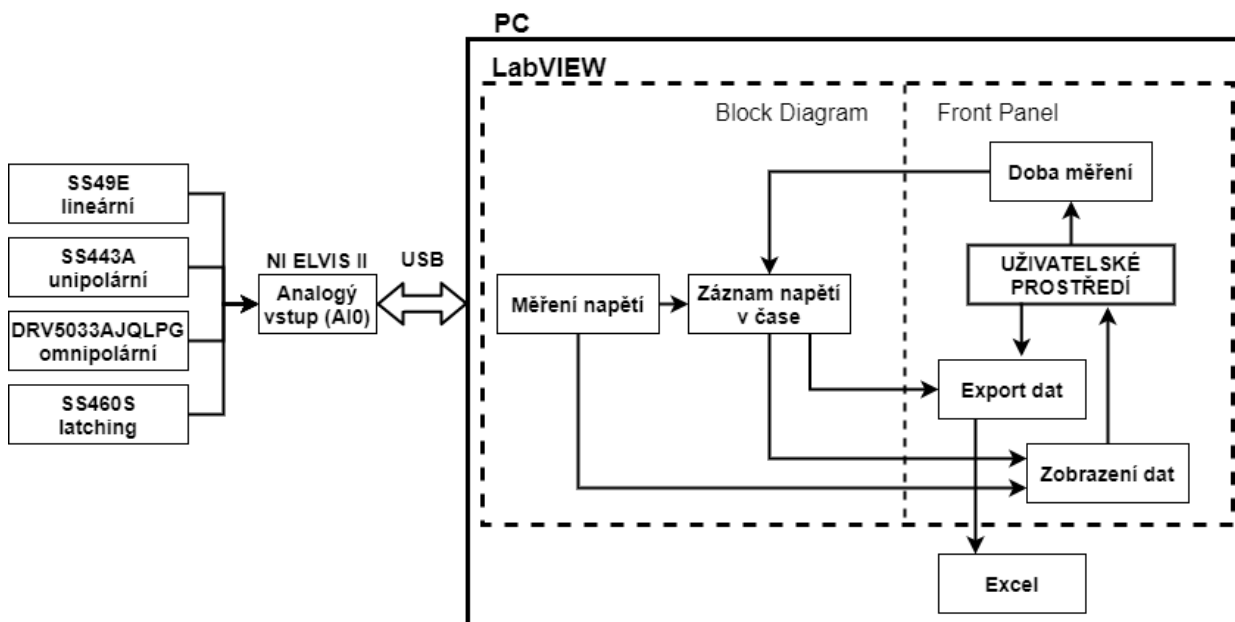 PC
LabVIEW
Block Diagram
Front Panel
SS49E
lineární
SS443A
unipolární
DRV5033AJQLPG
omnipolární
SS460S
latching
NI ELVIS II
Analogý
vstup (AI0)
USB
Měření napětí
Záznam napětí
v čase
Doba měření
UŽIVATELSKÉ
PROSTŘEDÍ
Export dat
Zobrazení dat
Excel